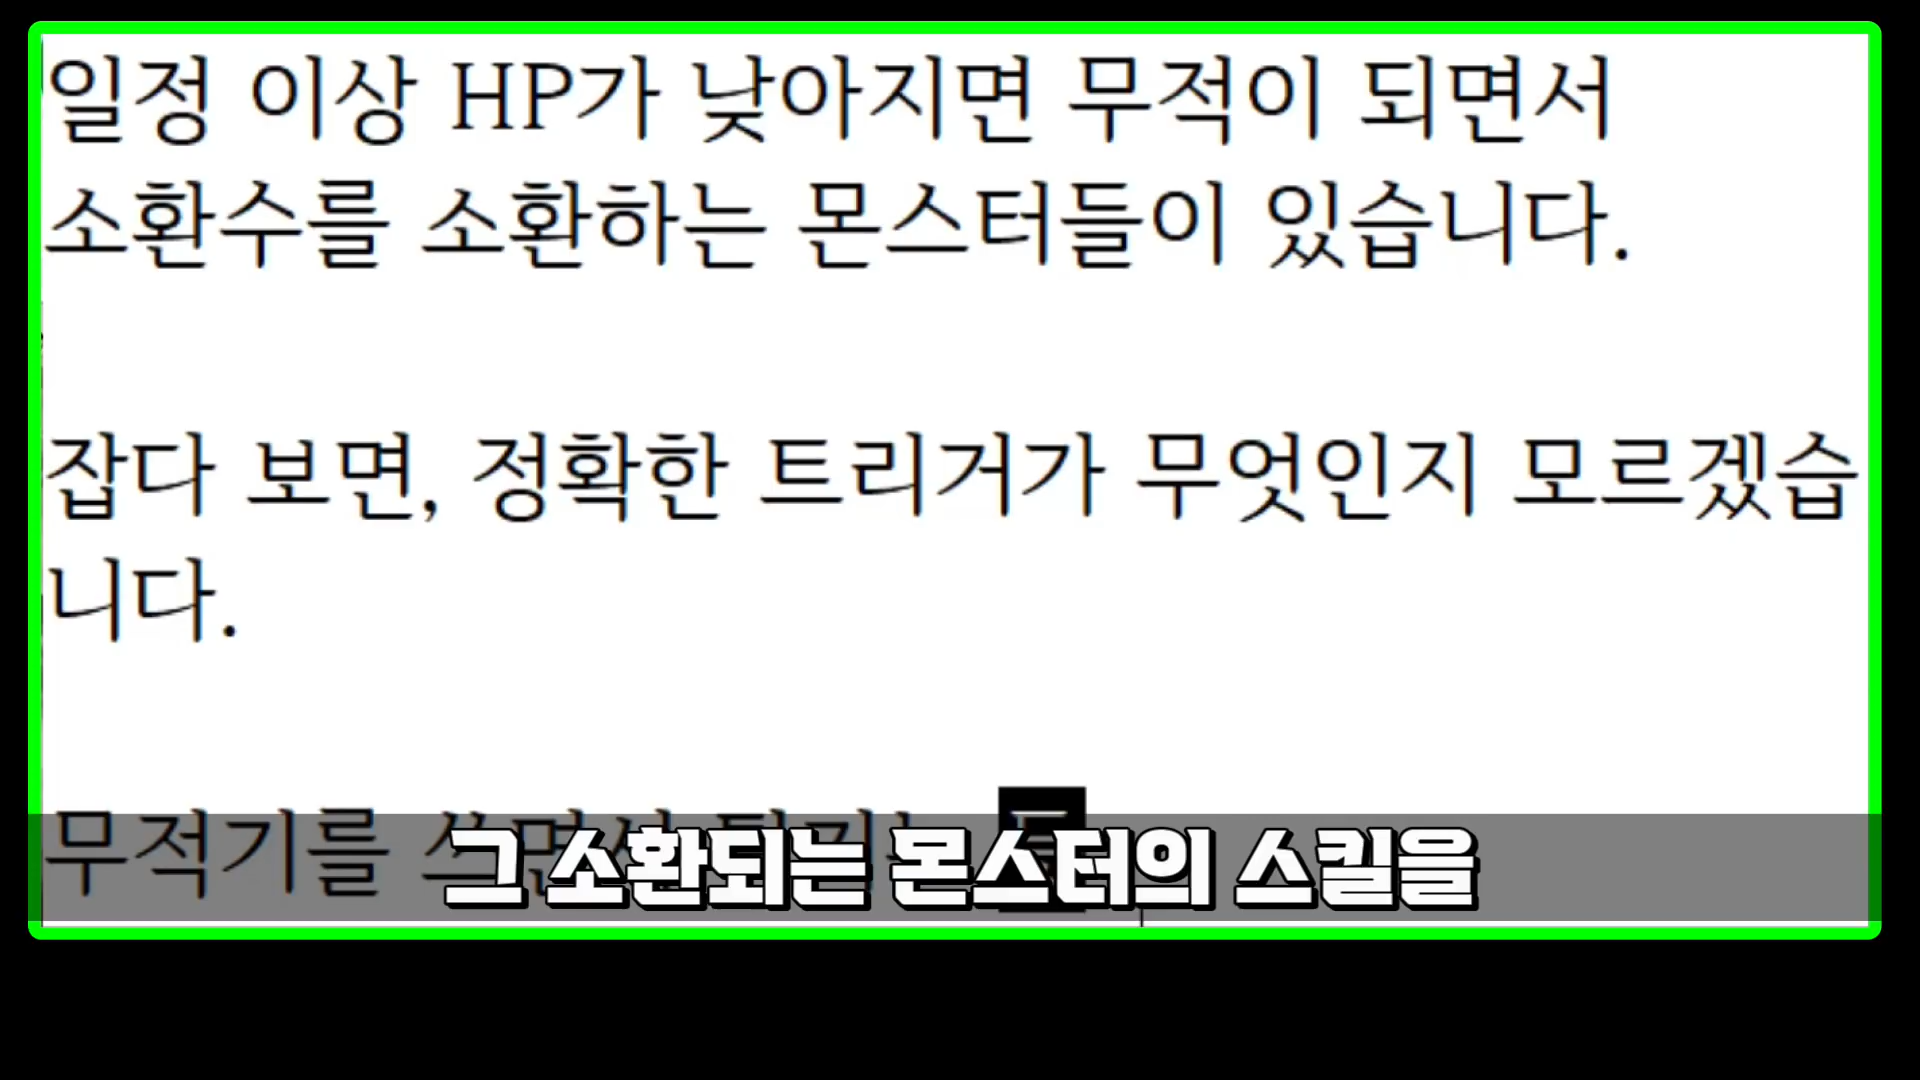 일정 이상 HP가 낮아지면 무적이 되면서
소환수를 소환하는 몬스터들이 있습니다.
잡다 보면, 정확한 트리거가 무엇인지 모르겠습
니다.
무적기를
그 소환되는 몬스터의 스킬을